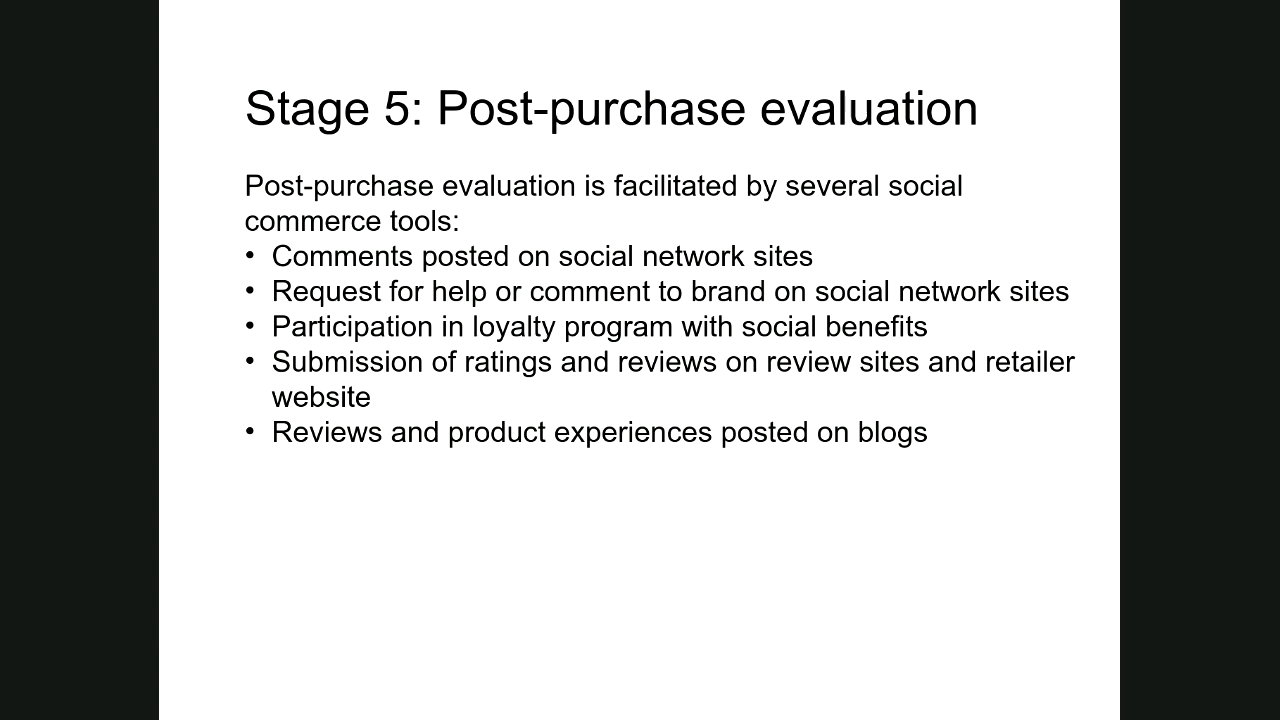 Stage 5: Post-purchase evaluation
Post-purchase evaluation is facilitated by several social
commerce tools:
• Comments posted on social network sites
• Request for help or comment to brand on social network sites
• Participation in loyalty program with social benefits
• Submission of ratings and reviews on review sites and retailer
website
• Reviews and product experiences posted on blogs